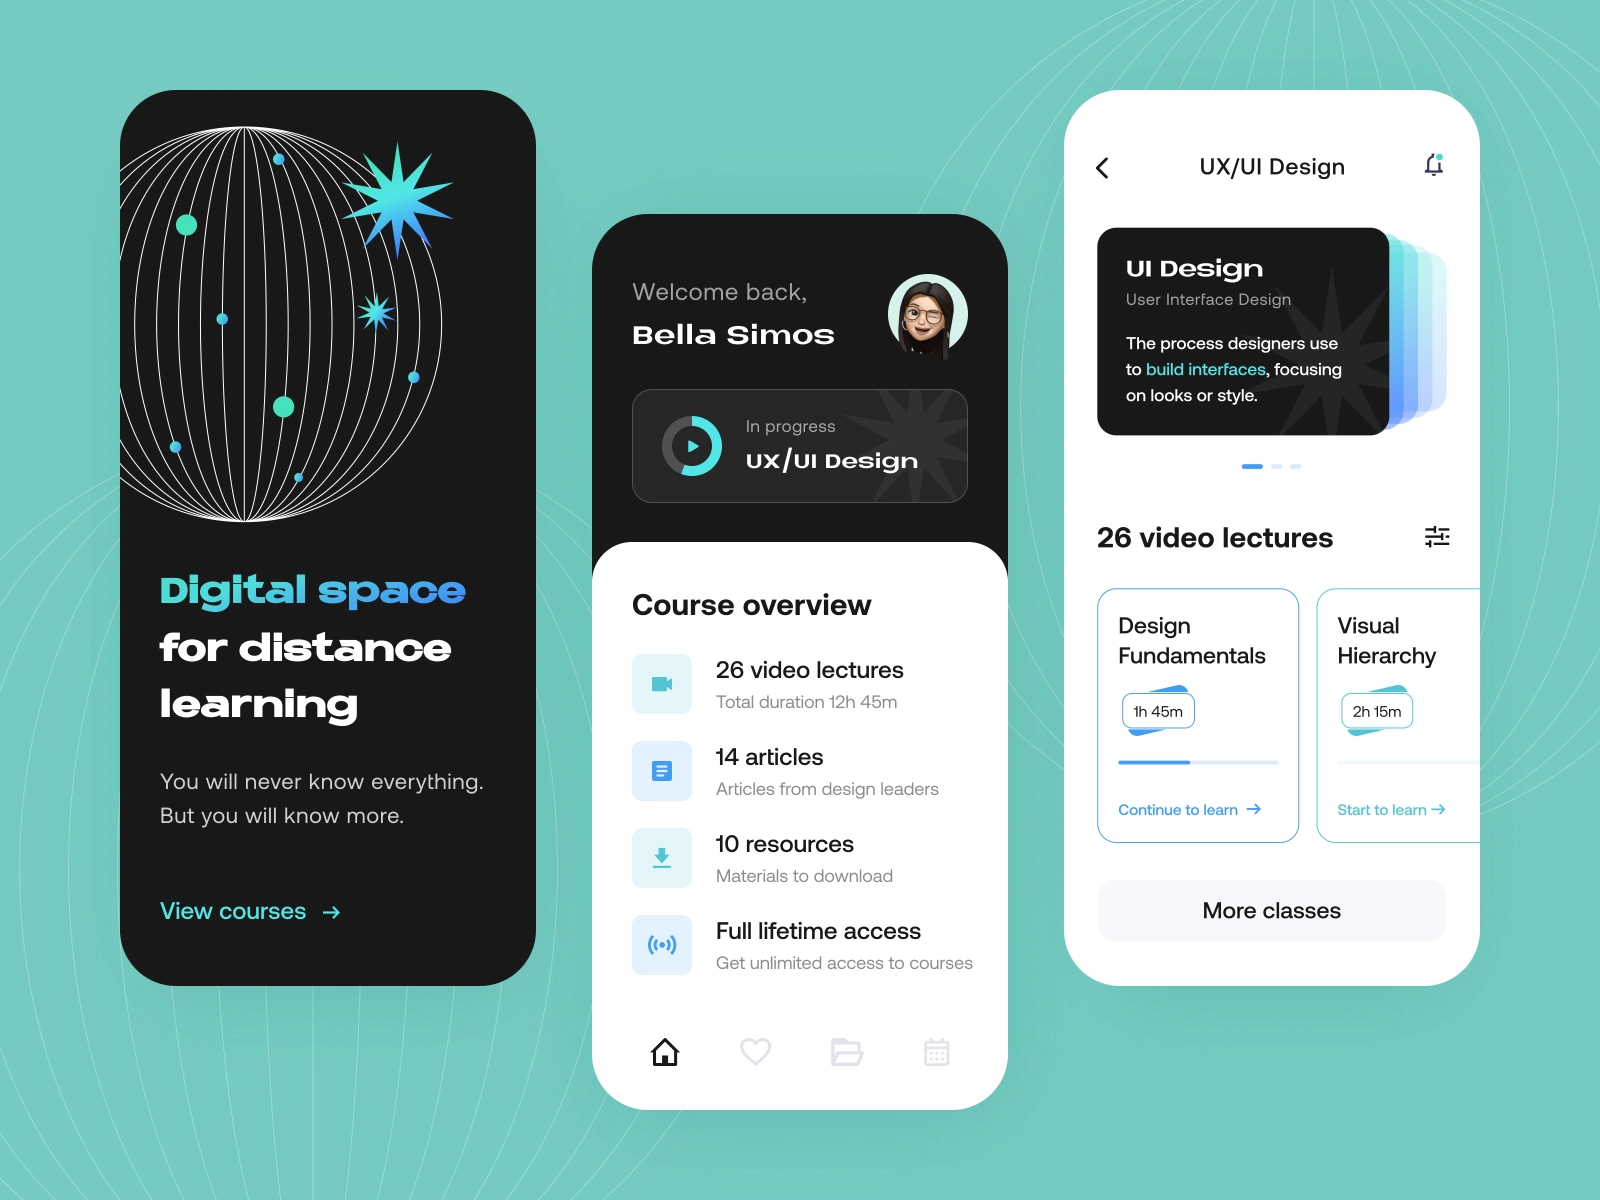 Digital space
for distance
learning
You will never know everything.
But you will know more.
View courses →
Welcome back,
Bella Simos
In progress
UX/UI Design
Course overview
26 video lectures
Total duration 12h 45m
14 articles
Articles from design leaders
10 resources
Materials to download
Full lifetime access
Get unlimited access to courses
UX/UI Design
UI Design
User Interface Design
The process designers use
to build interfaces, focusing
on looks or style.
26 video lectures
Design
Fundamentals
1h 45m
Continue to learn →
Visual
Hierarchy
2h 15m
Start to learn →
More classes